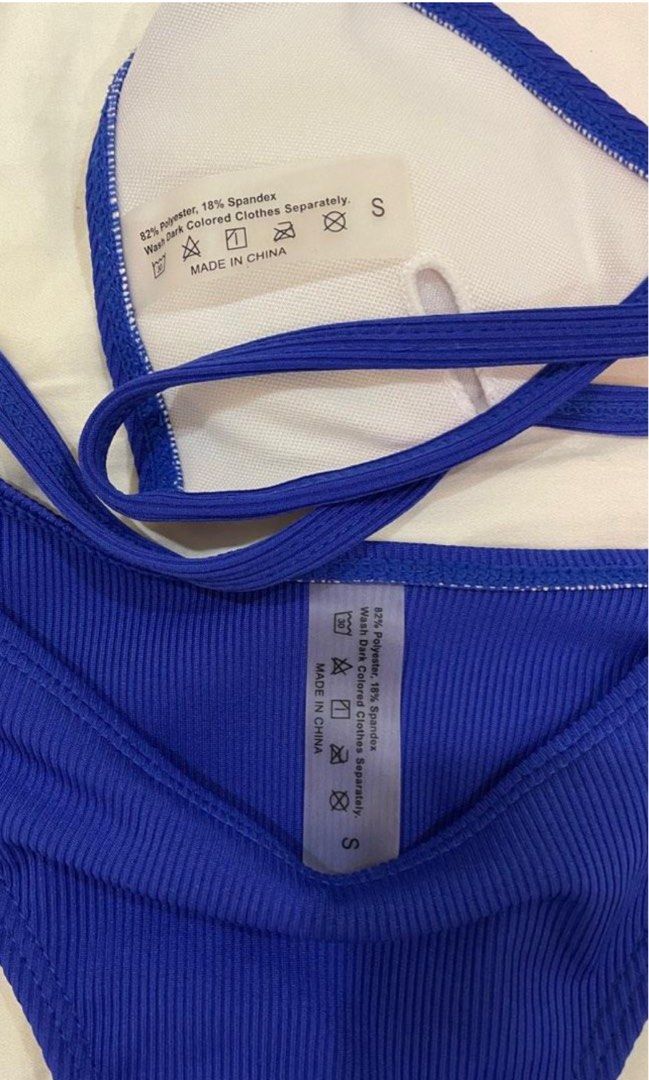 82% Polyester, 18% Spandex
Wash Dark Colored Clothes Separately.
30
S
MADE IN CHINA
82% Polyester, 18% Spandex
Wash Dark Colored Clothes Separately.
30
S
MADE IN CHINA